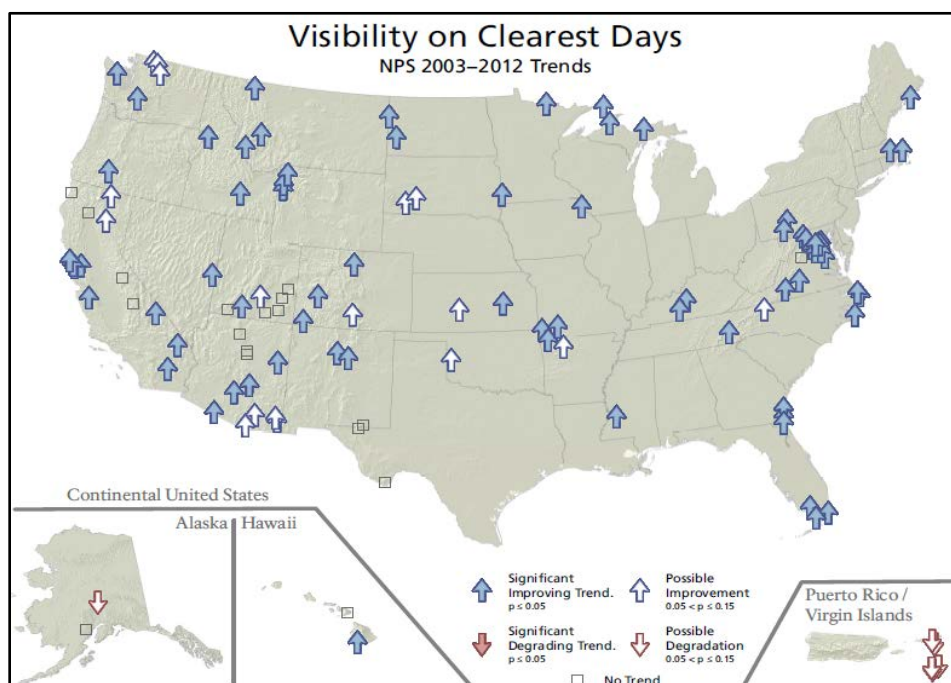 Visibility on Clearest Days
NPS 2003–2012 Trends
Continental United States
Alaska
Hawaii
Significant
Improving Trend.
p ≤ 0.05
Possible
Improvement
0.05 < p ≤ 0.15
Significant
Degrading Trend.
p ≤ 0.05
Possible
Degradation
0.05 < p ≤ 0.15
No Trend
Puerto Rico /
Virgin Islands